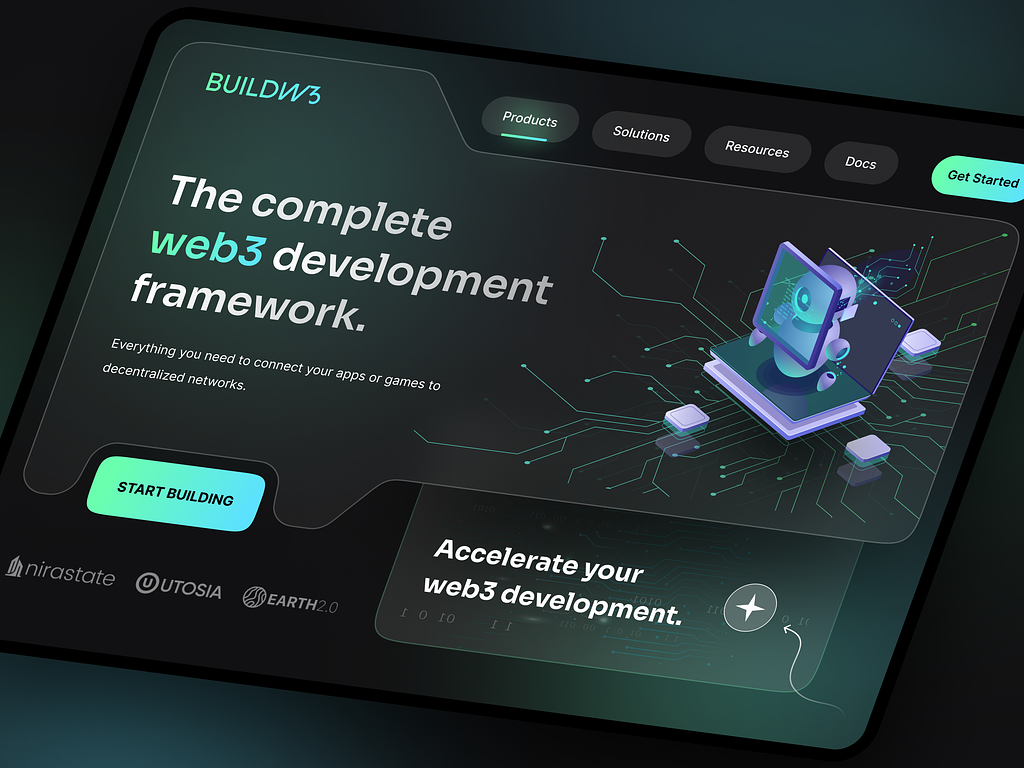 BUILDW3
Products
Solutions
Resources
Docs
Get Started
The complete
web3 development
framework.
Everything you need to connect your apps or games to
decentralized networks.
START BUILDING
nirastate
UTOSIA
EARTH2.0
Accelerate your
web3 development.